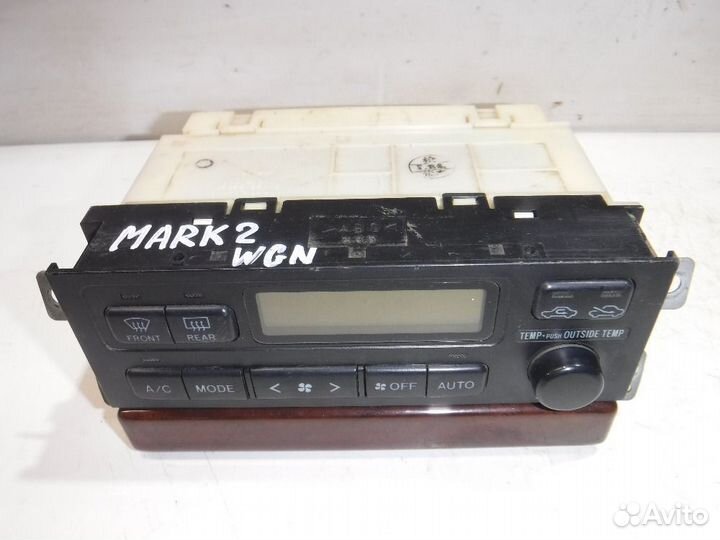 MARK 2
WGN
FRONT
REAR
TEMP • PUSH OUTSIDE TEMP
A/C
MODE
< >
OFF
AUTO
Avito